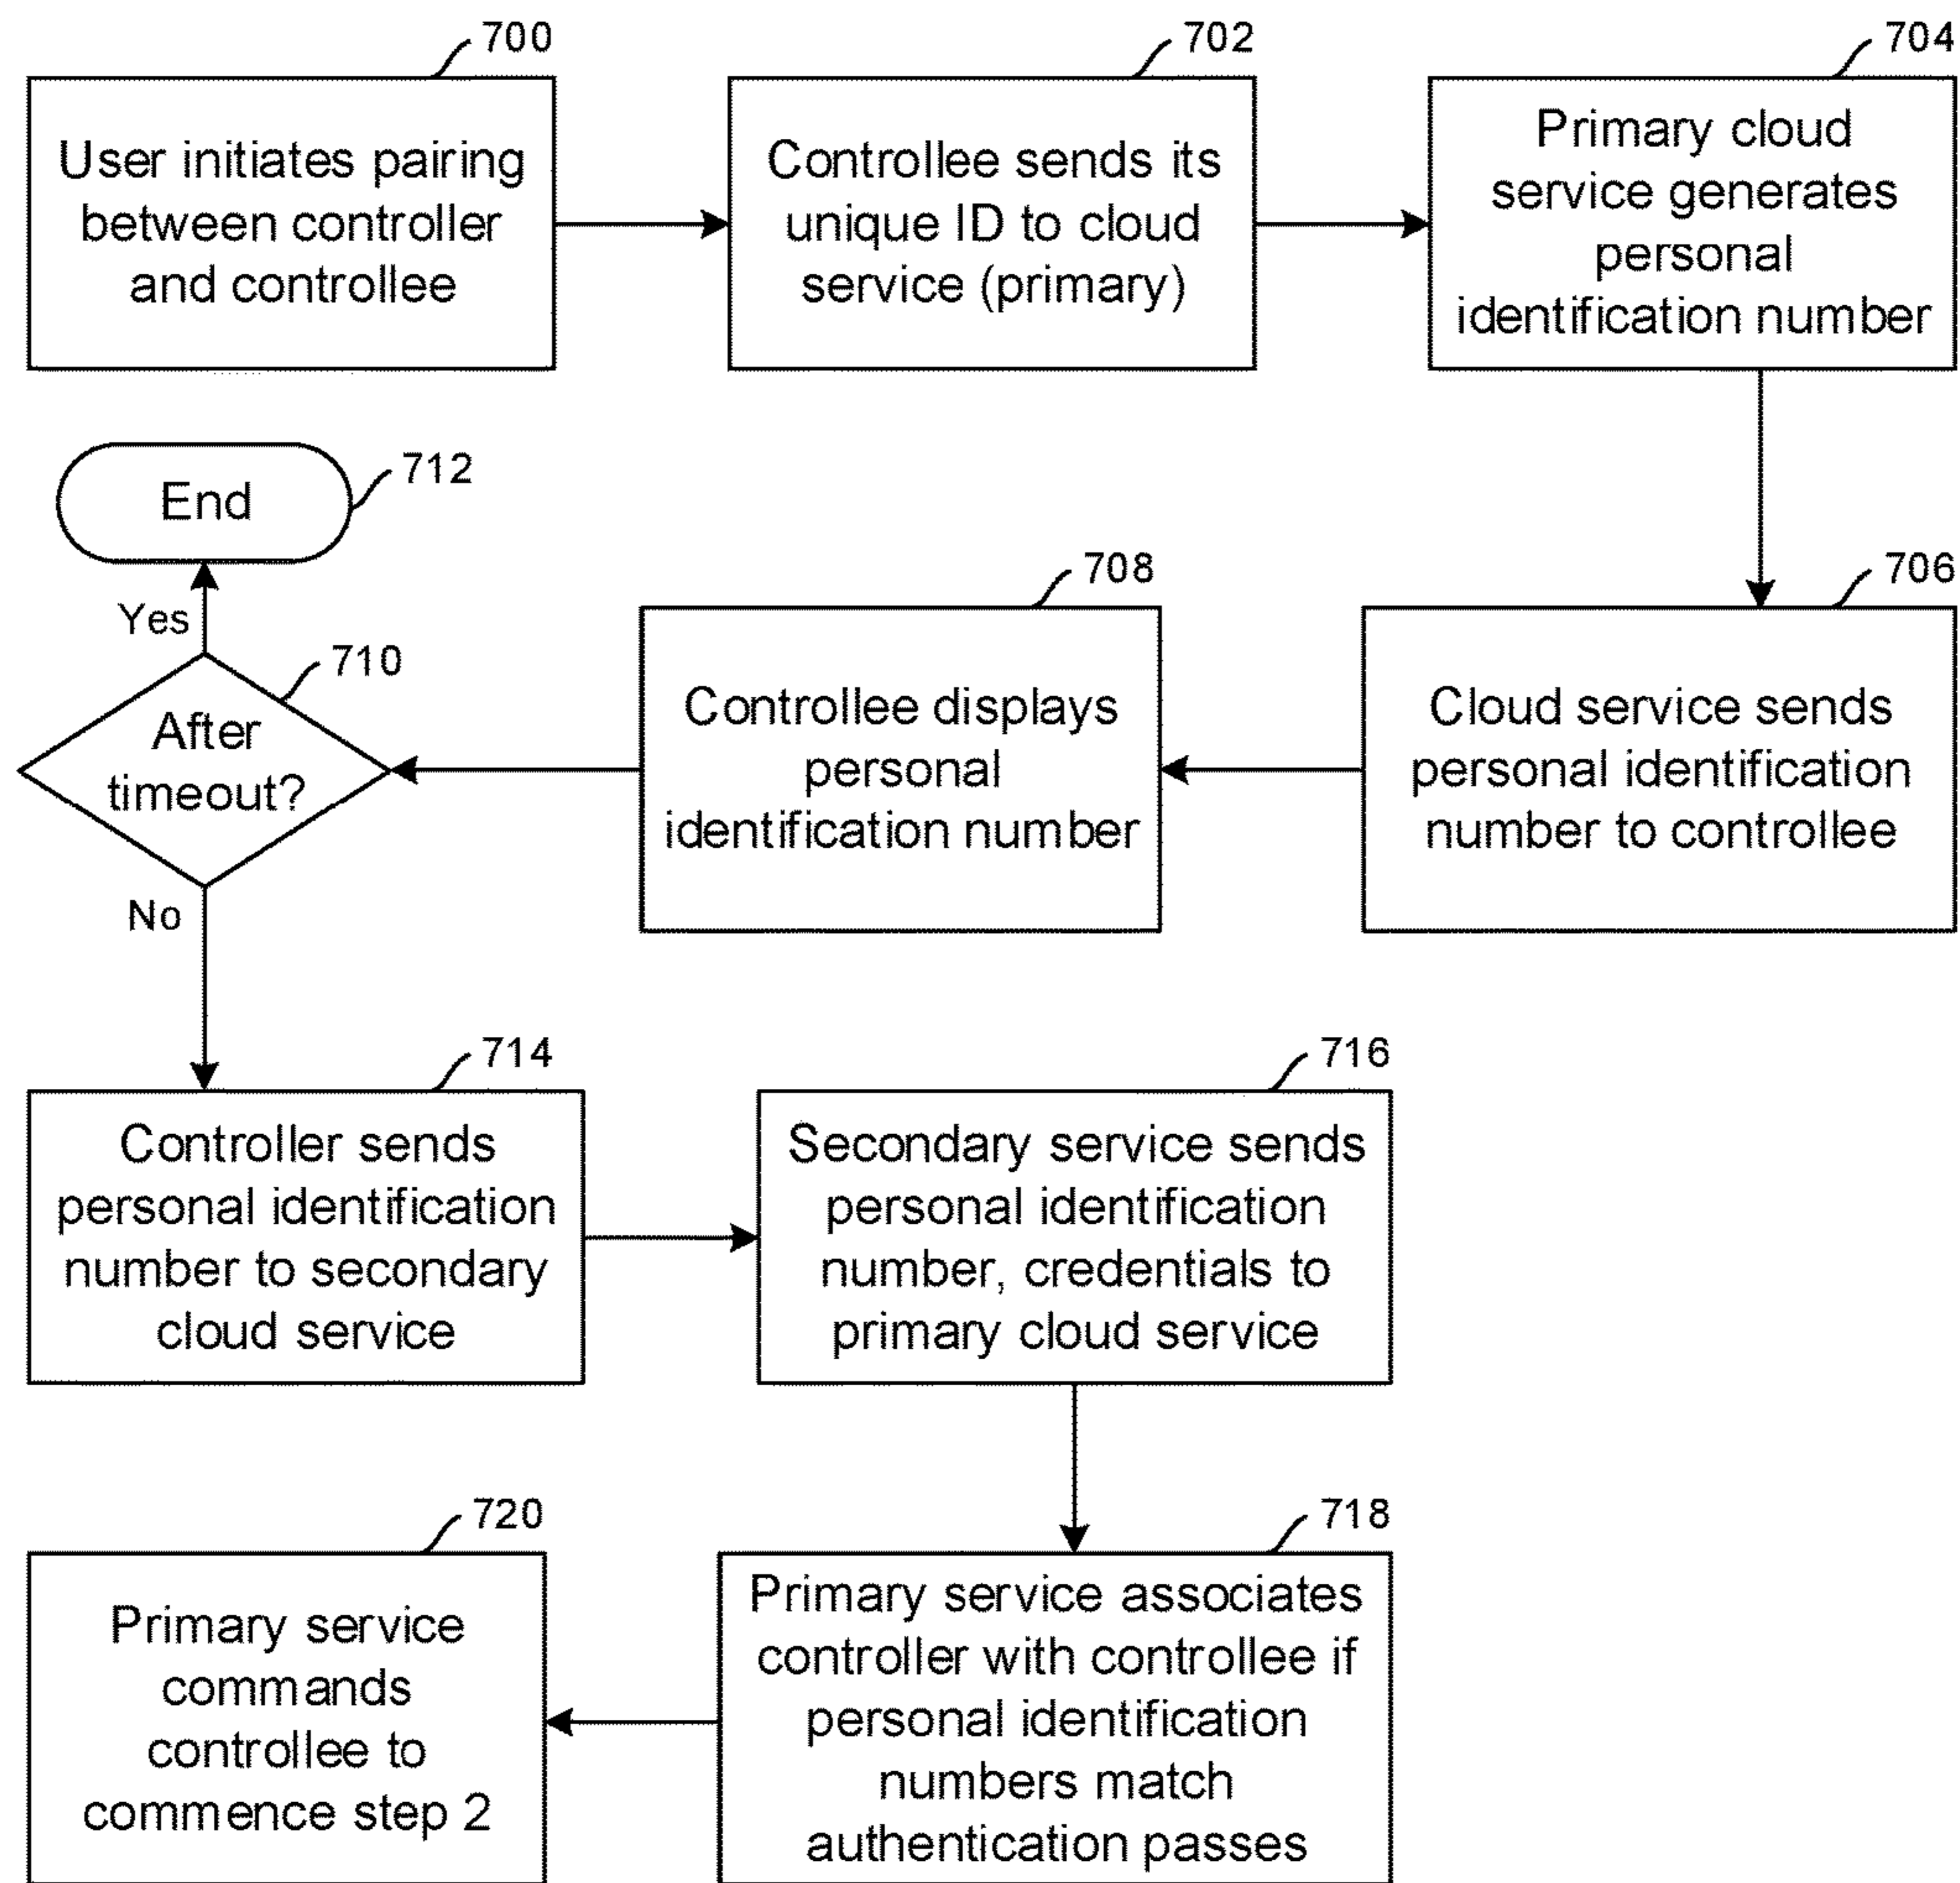 700
User initiates pairing
between controller
and controllee
702
Controllee sends its
unique ID to cloud
service (primary)
704
Primary cloud
service generates
personal
identification number
706
Cloud service sends
personal identification
number to controllee
708
Controllee displays
personal
identification number
710
After
timeout?
Yes
712
End
No
714
Controller sends
personal identification
number to secondary
cloud service
716
Secondary service sends
personal identification
number, credentials to
primary cloud service
718
Primary service associates
controller with controllee if
personal identification
numbers match
authentication passes
720
Primary service
commands
controllee to
commence step 2